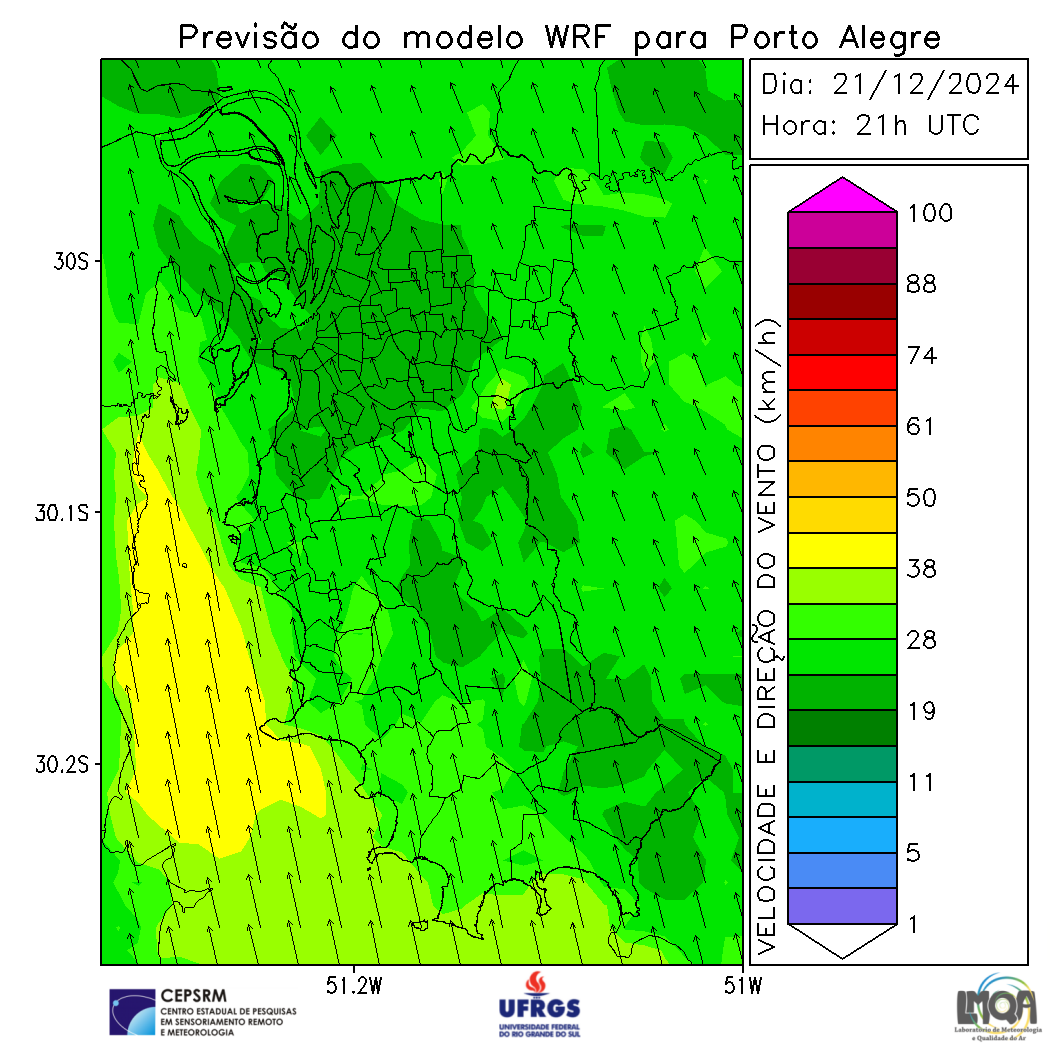 Previsão do modelo WRF para Porto Alegre
Dia: 21/12/2024
Hora: 21h UTC
30S
30.1S
30.2S
51.2W
51W
VELOCIDADE E DIREÇÃO DO VENTO (km/h)
100
88
74
61
50
38
28
19
11
5
1
CEPSRM
CENTRO ESTADUAL DE PESQUISAS
EM SENSORIAMENTO REMOTO
E METEOROLOGIA
UFRGS
UNIVERSIDADE FEDERAL
DO RIO GRANDE DO SUL
LMQA
Laboratório de Meteorologia
e Qualidade do Ar